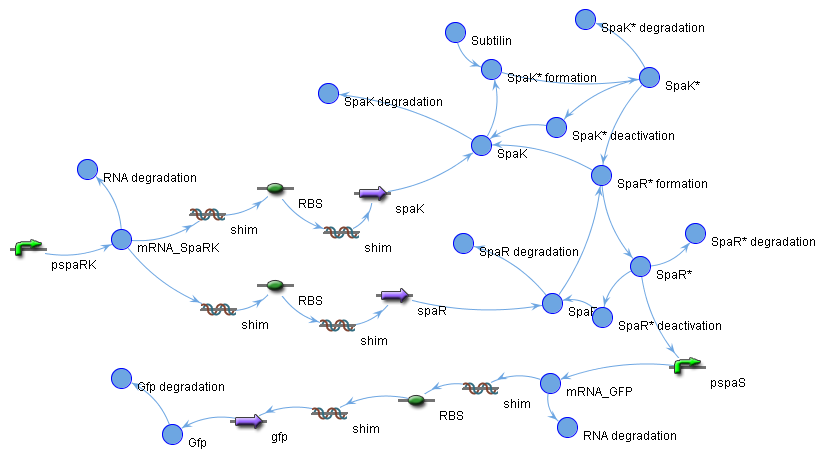 SpaK* degradation
Subtilin
SpaK* formation
SpaK*
SpaK degradation
SpaK* deactivation
SpaK
RNA degradation
SpaR* formation
RBS
spaK
shim
mRNA_SpaRK
shim
pspaRK
SpaR degradation
SpaR* degradation
SpaR*
RBS
spaR
SpaR
shim
SpaR* deactivation
shim
pspaS
Gfp degradation
mRNA_GFP
shim
RBS
shim
gfp
Gfp
RNA degradation